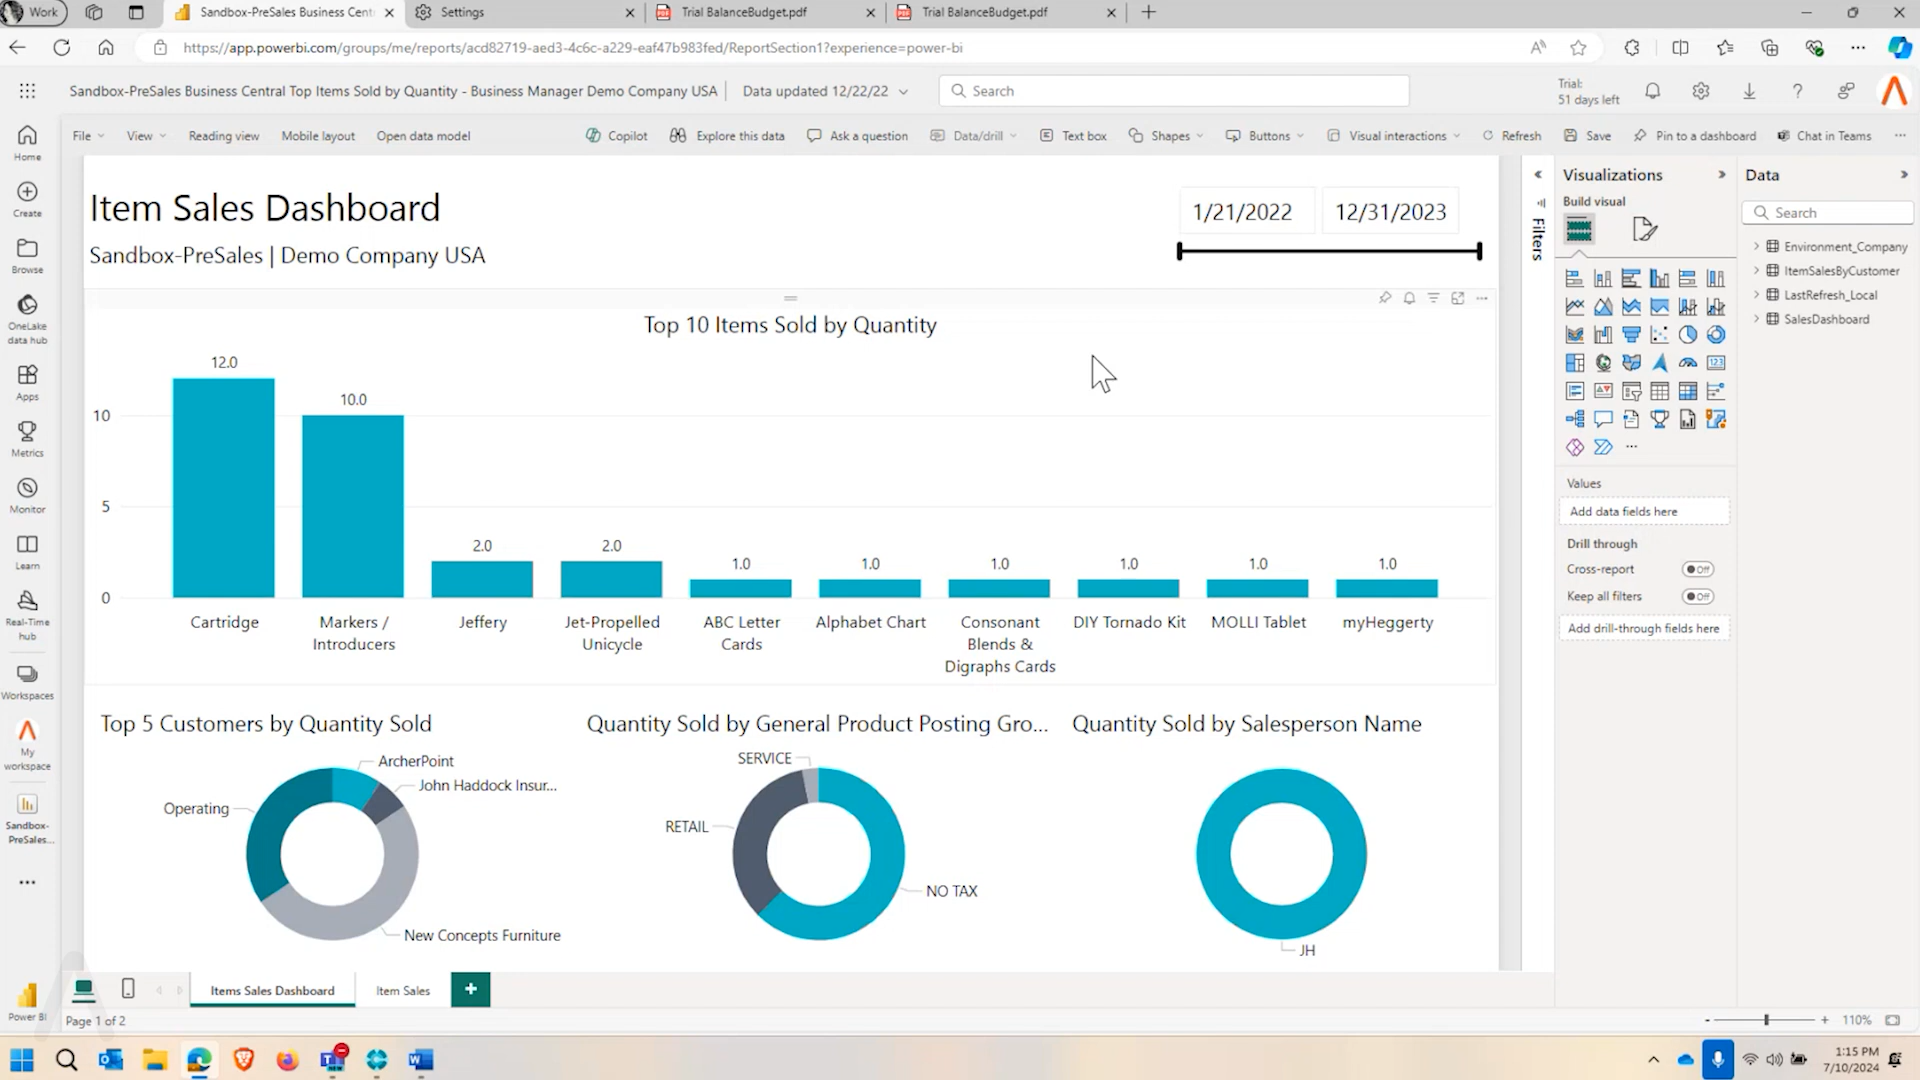 Work
Sandbox-PreSales Business Centr
Settings
Trial BalanceBudget.pdf
Trial BalanceBudget.pdf
https://app.powerbi.com/groups/me/reports/acd82719-aed3-4c6c-a229-eaf47b983fed/ReportSection1?experience=power-bi
Sandbox-PreSales Business Central Top Items Sold by Quantity - Business Manager Demo Company USA
Data updated 12/22/22
Search
Trial:
51 days left
File
View
Reading view
Mobile layout
Open data model
Copilot
Explore this data
Ask a question
Data/drill
Text box
Shapes
Buttons
Visual interactions
Refresh
Save
Pin to a dashboard
Chat in Teams
Home
Create
Browse
OneLake
data hub
Apps
Metrics
Monitor
Learn
Real-Time
hub
Workspaces
My
workspace
Sandbox-
PreSales...
Power BI
Item Sales Dashboard
Sandbox-PreSales | Demo Company USA
1/21/2022
12/31/2023
Top 10 Items Sold by Quantity
10
5
0
12.0
10.0
2.0
2.0
1.0
1.0
1.0
1.0
1.0
1.0
Cartridge
Markers /
Introducers
Jeffery
Jet-Propelled
Unicycle
ABC Letter
Cards
Alphabet Chart
Consonant
Blends &
Digraphs Cards
DIY Tornado Kit
MOLLI Tablet
myHeggerty
Top 5 Customers by Quantity Sold
ArcherPoint
John Haddock Insur...
Operating
New Concepts Furniture
Quantity Sold by General Product Posting Gro...
SERVICE
RETAIL
NO TAX
Quantity Sold by Salesperson Name
JH
Filters
Visualizations
Build visual
123
Values
Add data fields here
Drill through
Cross-report
Off
Keep all filters
Off
Add drill-through fields here
Data
Search
Environment_Company
ItemSalesByCustomer
LastRefresh_Local
SalesDashboard
Items Sales Dashboard
Item Sales
Page 1 of 2
110%
1:15 PM
7/10/2024